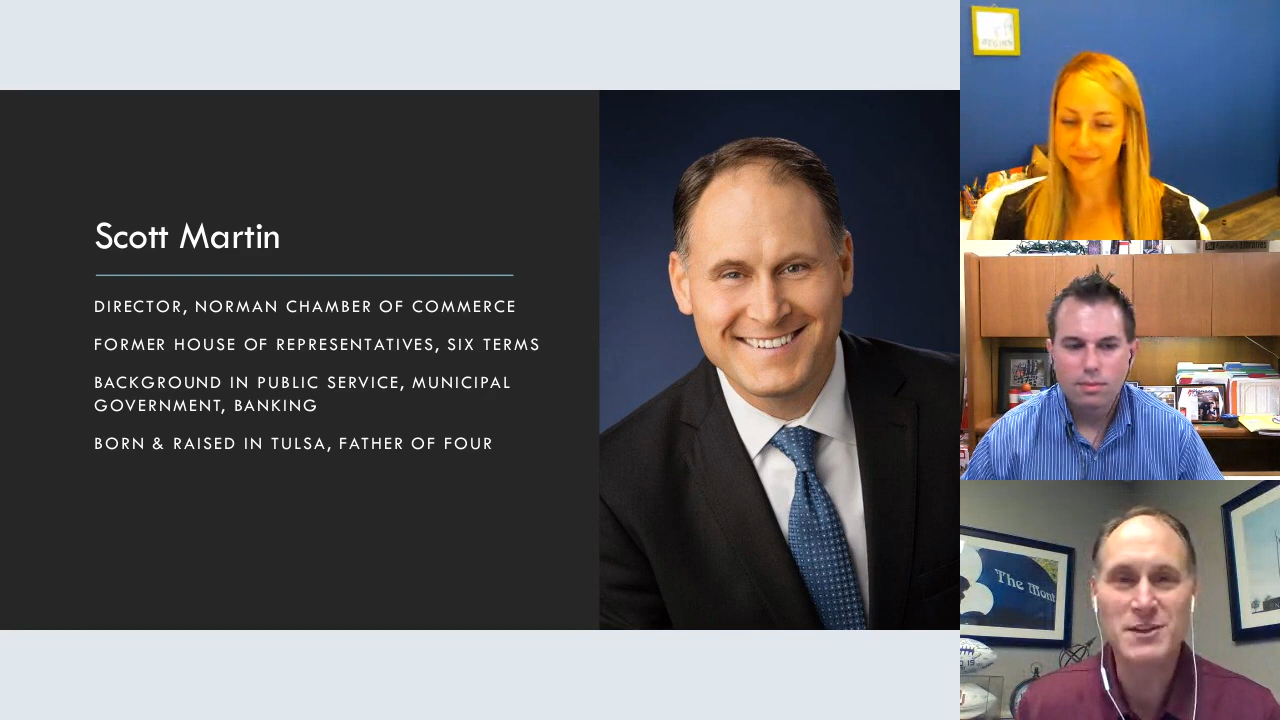 Scott Martin
DIRECTOR, NORMAN CHAMBER OF COMMERCE
FORMER HOUSE OF REPRESENTATIVES, SIX TERMS
BACKGROUND IN PUBLIC SERVICE, MUNICIPAL
GOVERNMENT, BANKING
BORN & RAISED IN TULSA, FATHER OF FOUR
The Mont